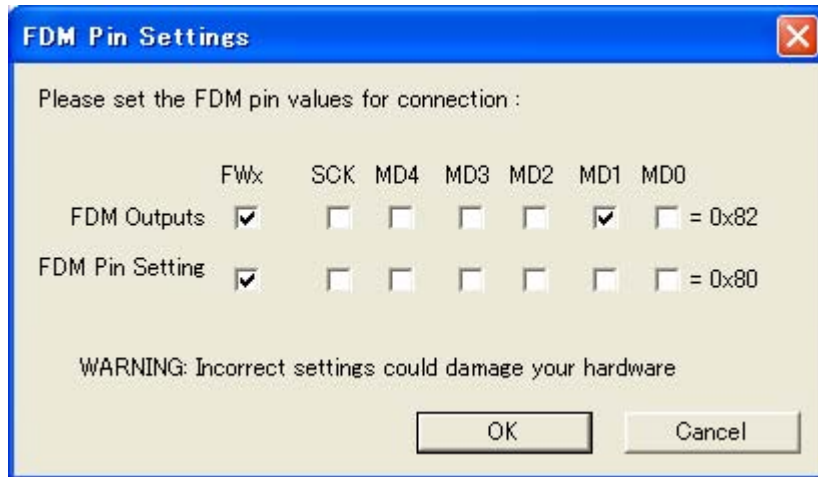 FDM Pin Settings
Please set the FDM pin values for connection :
FWx SCK MD4 MD3 MD2 MD1 MD0
FDM Outputs = 0x82
FDM Pin Setting = 0x80
WARNING: Incorrect settings could damage your hardware
OK Cancel